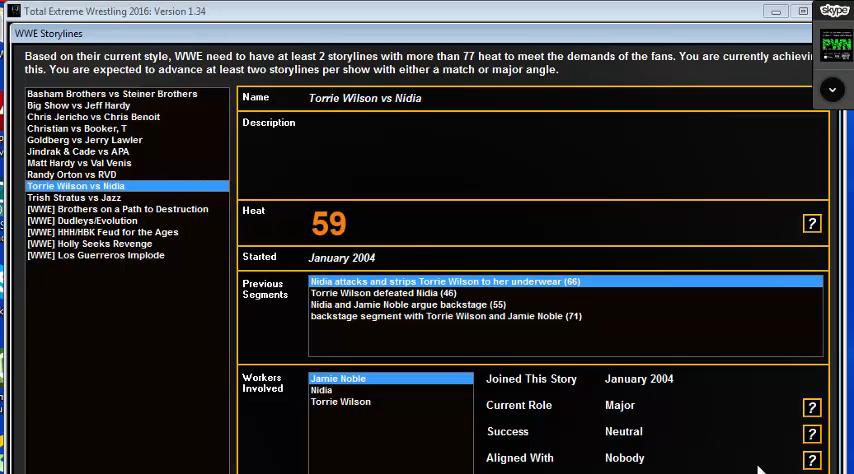 Total Extreme Wrestling 2016: Version 1.34
skype
WWE Storylines
Based on their current style, WWE need to have at least 2 storylines with more than 77 heat to meet the demands of the fans. You are currently achievin
this. You are expected to advance at least two storylines per show with either a match or major angle.
Basham Brothers vs Steiner Brothers
Big Show vs Jeff Hardy
Chris Jericho vs Chris Benoit
Christian vs Booker, T
Goldberg vs Jerry Lawler
Jindrak & Cade vs APA
Matt Hardy vs Val Venis
Randy Orton vs RVD
Torrie Wilson vs Nidia
Trish Stratus vs Jazz
[WWE] Brothers on a Path to Destruction
[WWE] Dudleys/Evolution
[WWE] HHH/HBK Feud for the Ages
[WWE] Holly Seeks Revenge
[WWE] Los Guerreros Implode
Name Torrie Wilson vs Nidia
Description
Heat 59 ?
Started January 2004
Previous
Segments
Nidia attacks and strips Torrie Wilson to her underwear (66)
Torrie Wilson defeated Nidia (46)
Nidia and Jamie Noble argue backstage (55)
backstage segment with Torrie Wilson and Jamie Noble (71)
Workers
Involved
Jamie Noble
Nidia
Torrie Wilson
Joined This Story January 2004
Current Role Major ?
Success Neutral ?
Aligned With Nobody ?